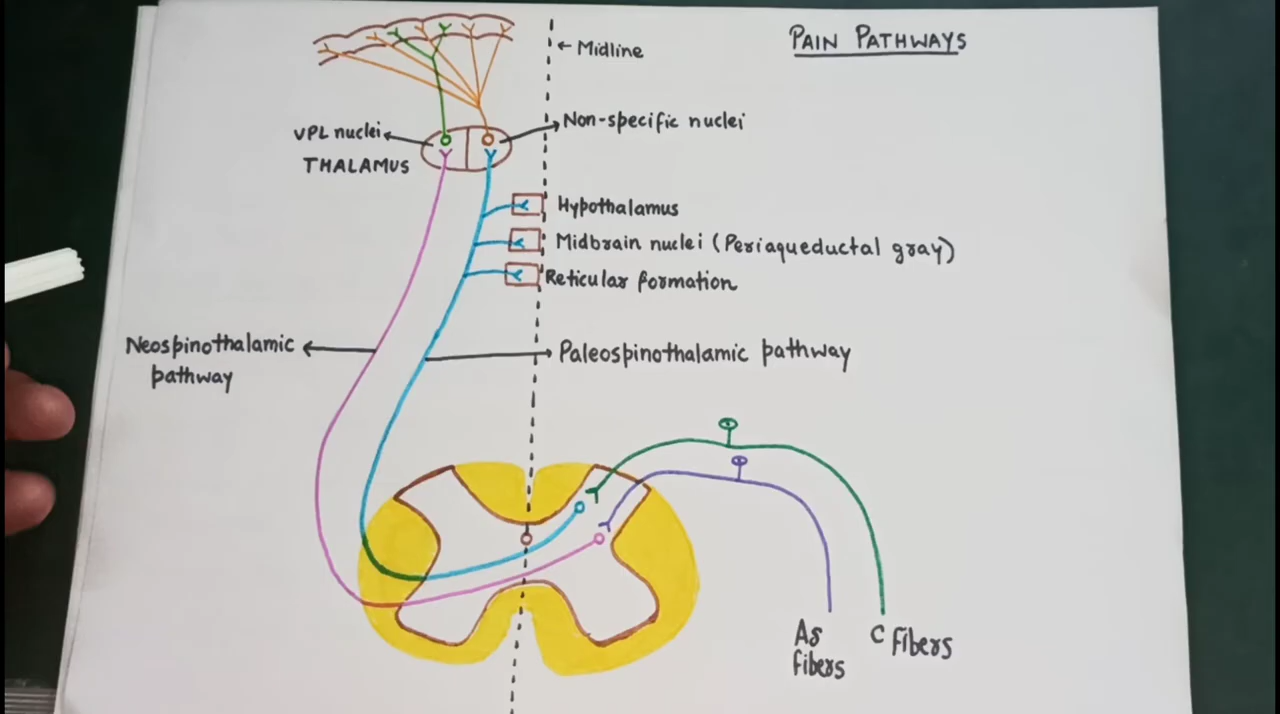 PAIN PATHWAYS
← Midline
Non-specific nuclei
VPL nuclei
THALAMUS
Hypothalamus
Midbrain nuclei (Periaqueductal gray)
Reticular formation
Neospinothalamic
pathway
Paleospinothalamic pathway
Aδ
fibers
C Fibers